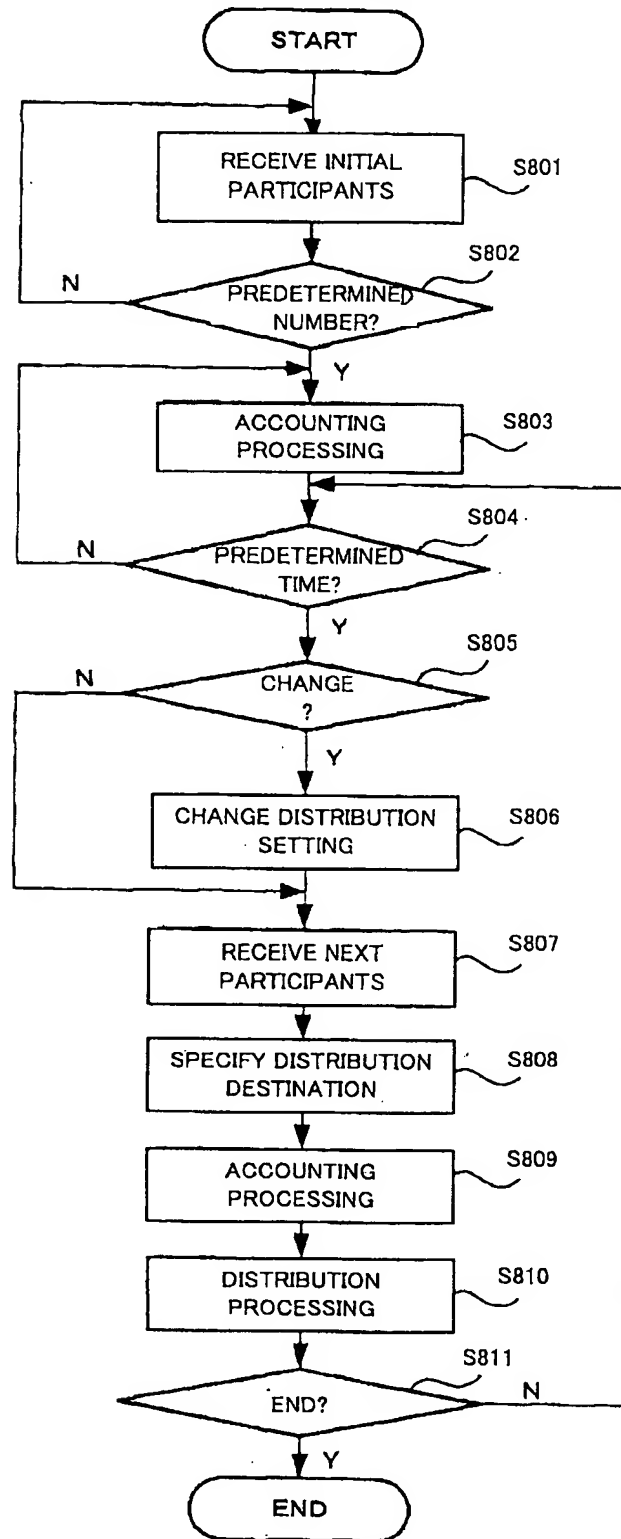 START
RECEIVE INITIAL
PARTICIPANTS
S801
S802
N
PREDETERMINED
NUMBER?
Y
ACCOUNTING
PROCESSING
S803
S804
N
PREDETERMINED
TIME?
Y
S805
N
CHANGE
?
Y
CHANGE DISTRIBUTION
SETTING
S806
RECEIVE NEXT
PARTICIPANTS
S807
SPECIFY DISTRIBUTION
DESTINATION
S808
ACCOUNTING
PROCESSING
S809
DISTRIBUTION
PROCESSING
S810
S811
END?
N
Y
END